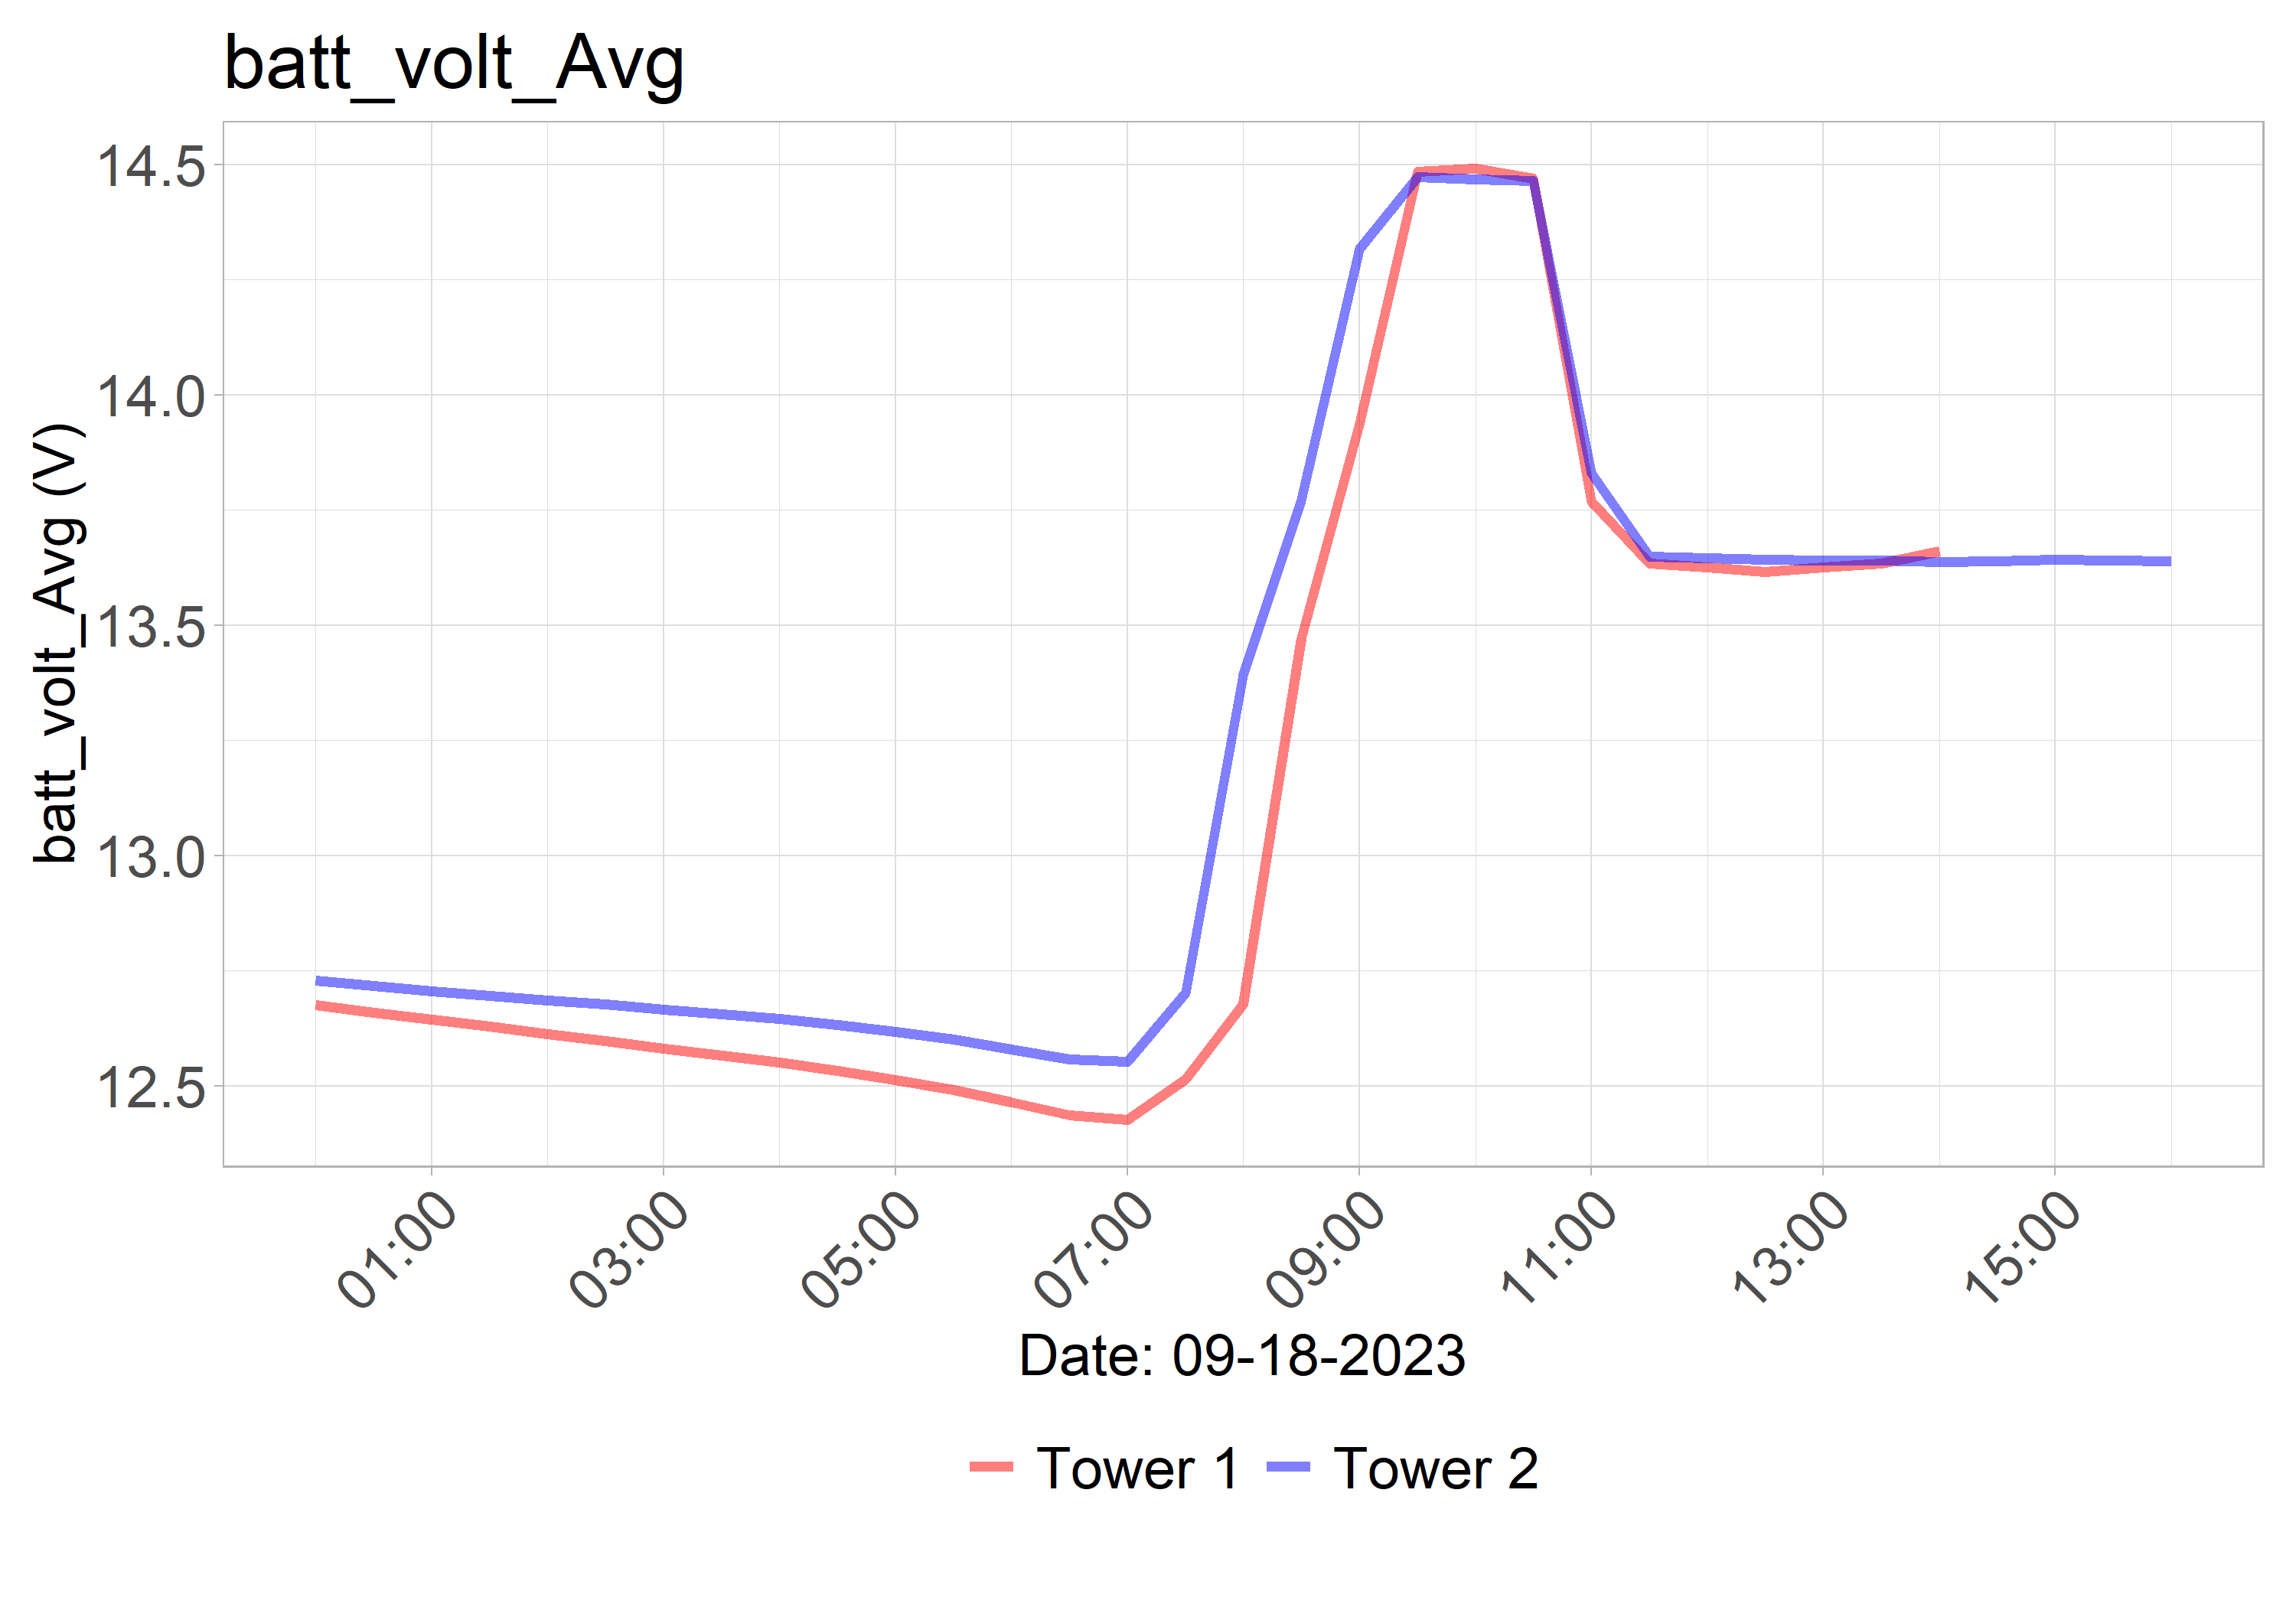 batt_volt_Avg
batt_volt_Avg (V)
14.5
14.0
13.5
13.0
12.5
01:00 03:00 05:00 07:00 09:00 11:00 13:00 15:00
Date: 09-18-2023
Tower 1 Tower 2